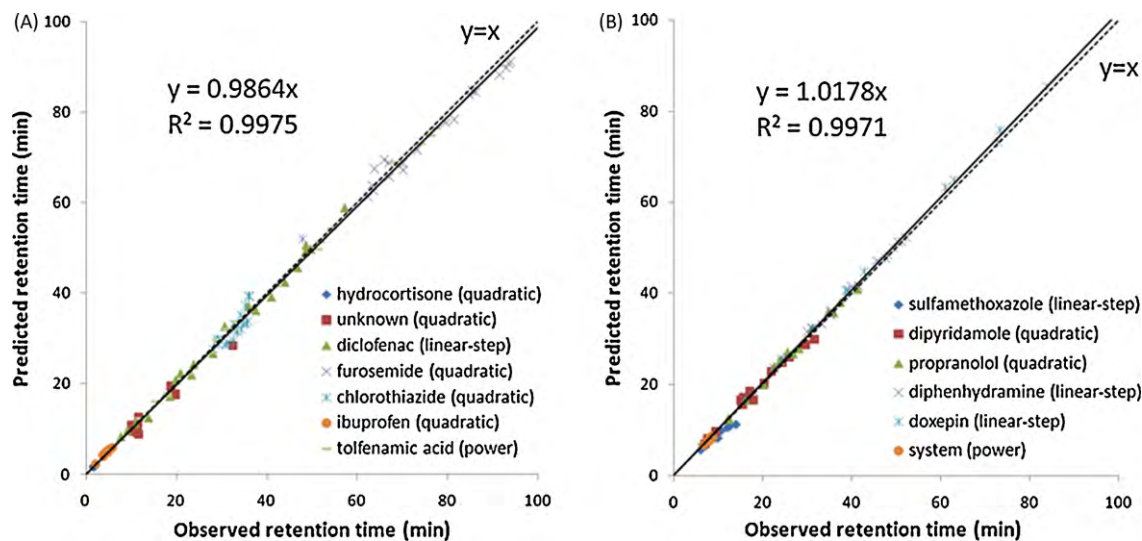 (A)
100
80
60
40
20
0
Predicted retention time (min)
y=x
y = 0.9864x
R² = 0.9975
hydrocortisone (quadratic)
unknown (quadratic)
diclofenac (linear-step)
furosemide (quadratic)
chlorothiazide (quadratic)
ibuprofen (quadratic)
tolfenamic acid (power)
0 20 40 60 80 100
Observed retention time (min)
(B)
100
80
60
40
20
0
Predicted retention time (min)
y = 1.0178x
R² = 0.9971
y=x
sulfamethoxazole (linear-step)
dipyridamole (quadratic)
propranolol (quadratic)
diphenhydramine (linear-step)
doxepin (linear-step)
system (power)
0 20 40 60 80 100
Observed retention time (min)